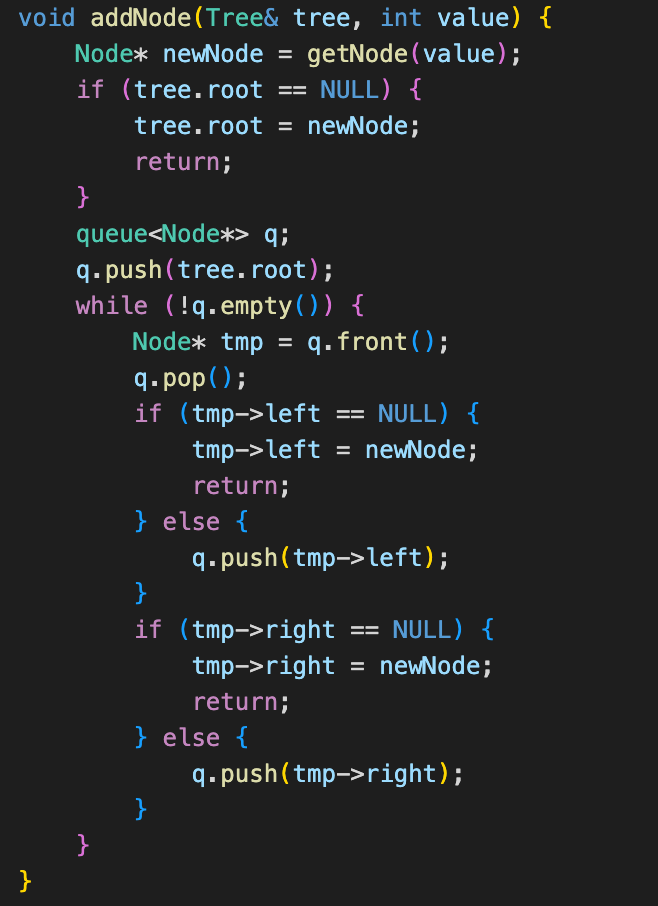 void addNode(Tree& tree, int value) {
    Node* newNode = getNode(value);
    if (tree.root == NULL) {
        tree.root = newNode;
        return;
    }
    queue<Node*> q;
    q.push(tree.root);
    while (!q.empty()) {
        Node* tmp = q.front();
        q.pop();
        if (tmp->left == NULL) {
            tmp->left = newNode;
            return;
        } else {
            q.push(tmp->left);
        }
        if (tmp->right == NULL) {
            tmp->right = newNode;
            return;
        } else {
            q.push(tmp->right);
        }
    }
}